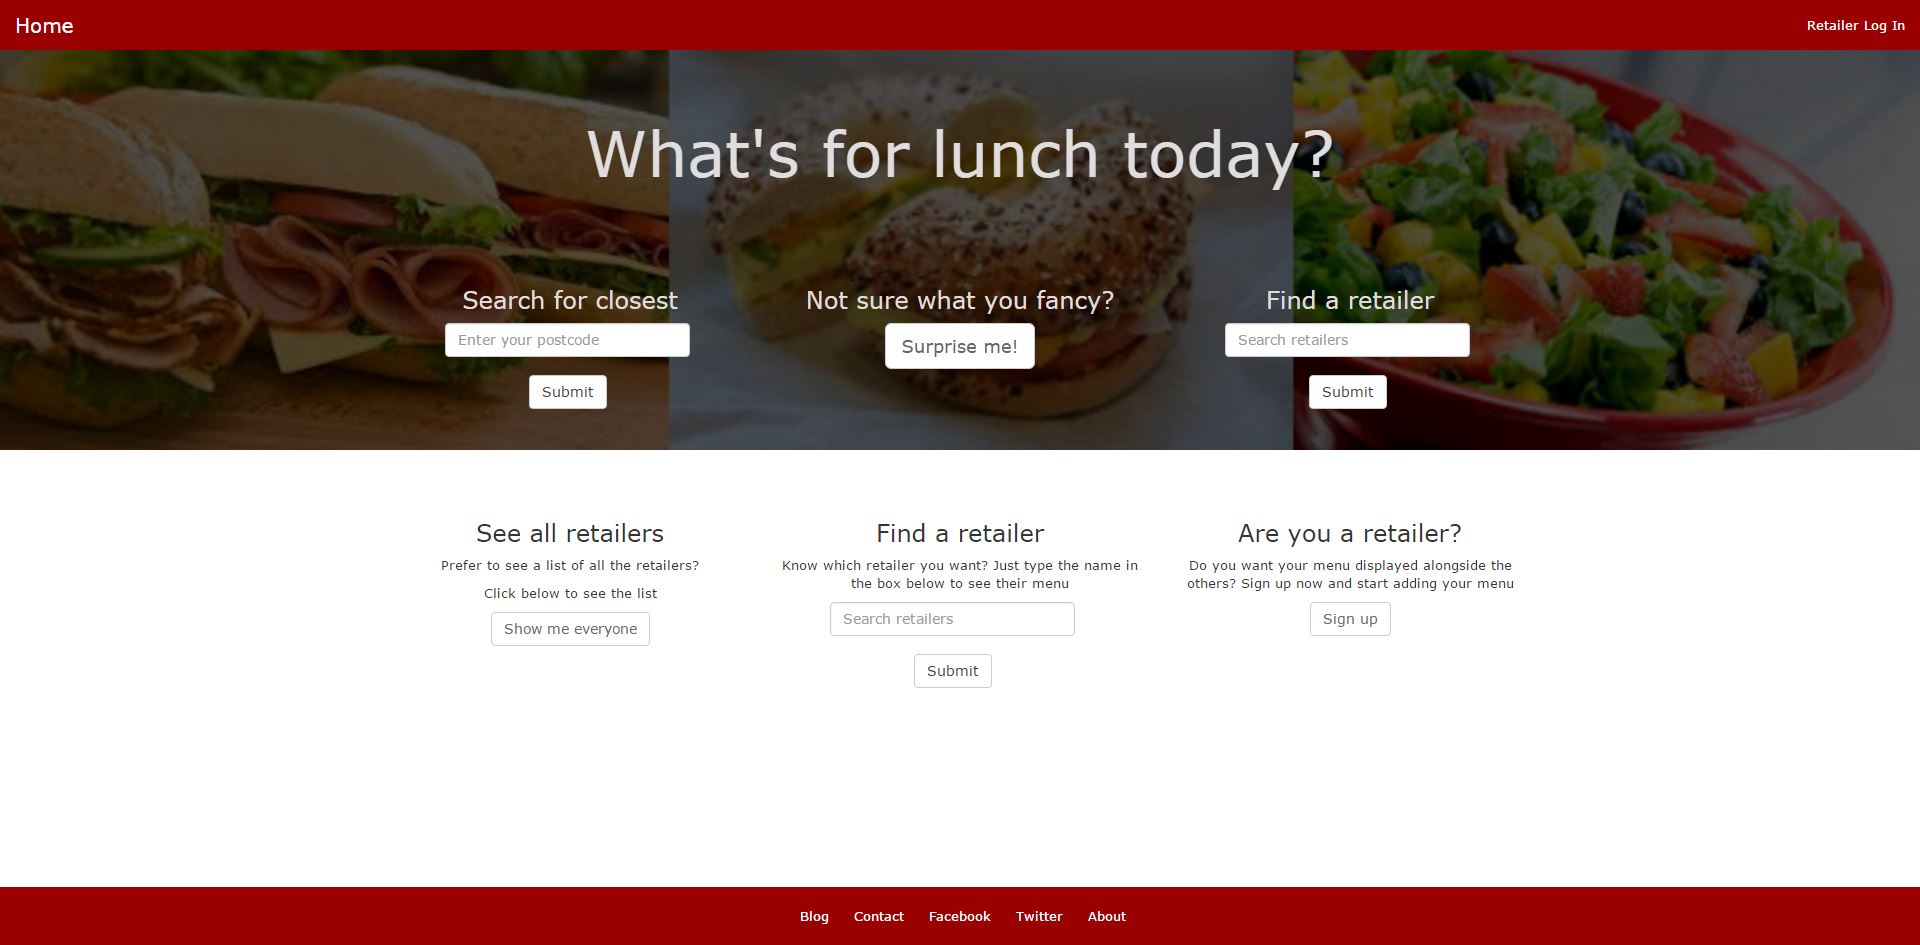 Home
Retailer Log In
What's for lunch today?
Search for closest
Enter your postcode
Submit
Not sure what you fancy?
Surprise me!
Find a retailer
Search retailers
Submit
See all retailers
Prefer to see a list of all the retailers?
Click below to see the list
Show me everyone
Find a retailer
Know which retailer you want? Just type the name in
the box below to see their menu
Search retailers
Submit
Are you a retailer?
Do you want your menu displayed alongside the
others? Sign up now and start adding your menu
Sign up
Blog Contact Facebook Twitter About